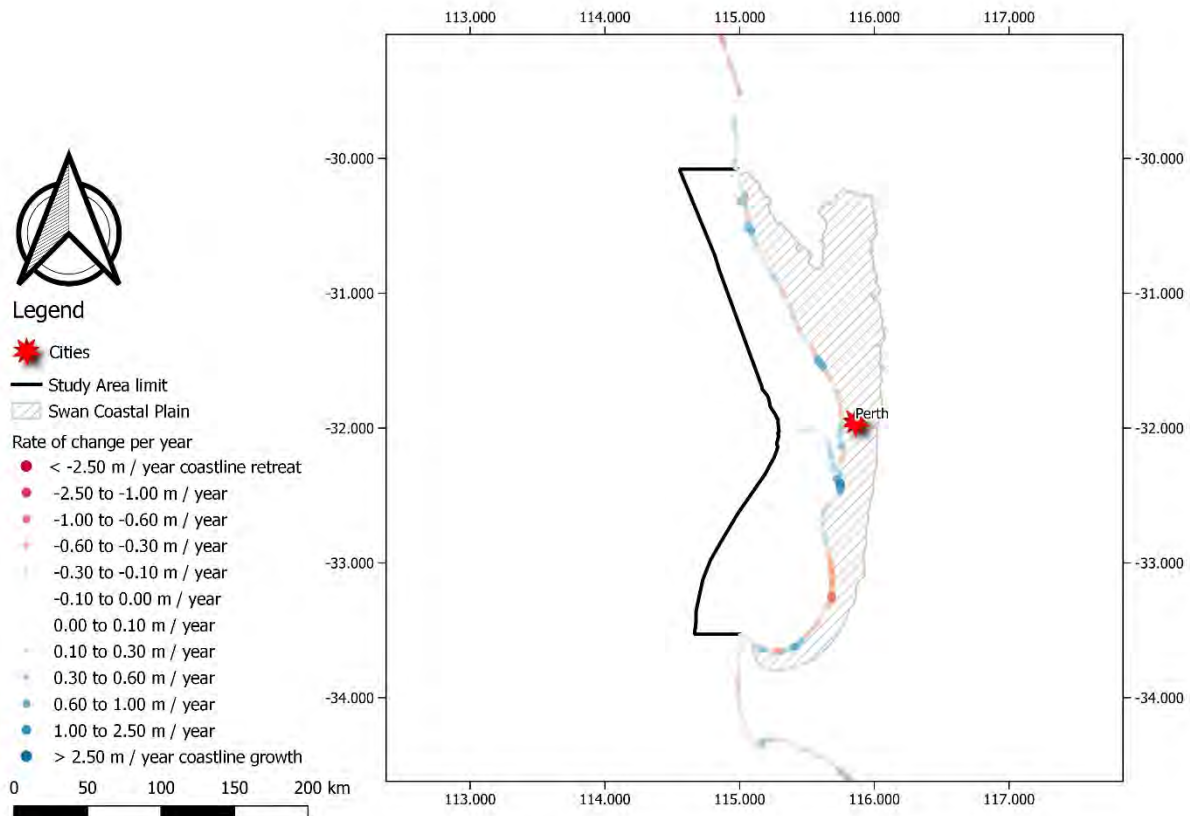 113.000 114.000 115.000 116.000 117.000
-30.000 -30.000
-31.000 -31.000
Legend
Cities
Study Area limit
Swan Coastal Plain
Perth
-32.000 -32.000
Rate of change per year
< -2.50 m / year coastline retreat
-2.50 to -1.00 m / year
-1.00 to -0.60 m / year
-0.60 to -0.30 m / year
-0.30 to -0.10 m / year
-0.10 to 0.00 m / year
0.00 to 0.10 m / year
0.10 to 0.30 m / year
0.30 to 0.60 m / year
0.60 to 1.00 m / year
1.00 to 2.50 m / year
> 2.50 m / year coastline growth
-33.000 -33.000
-34.000 -34.000
0 50 100 150 200 km
113.000 114.000 115.000 116.000 117.000